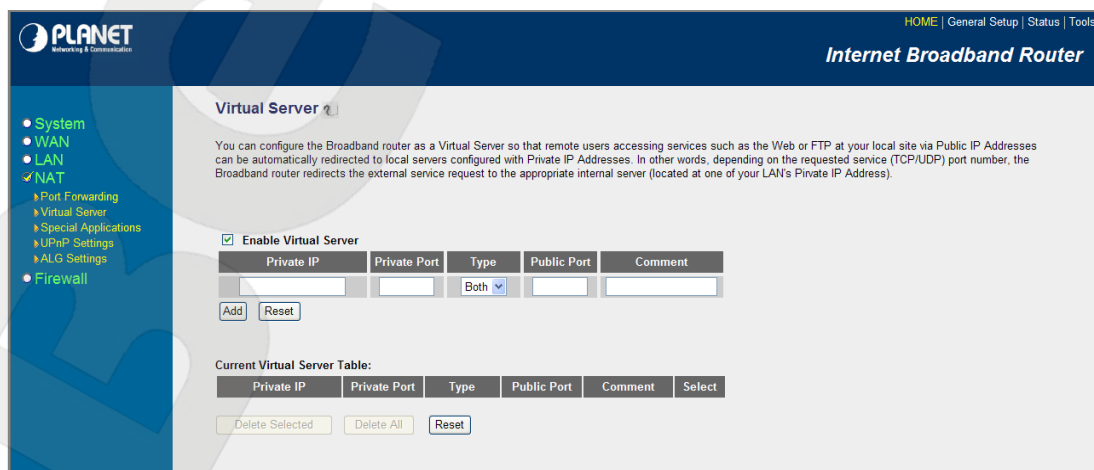 PLANET
Networking & Communication
HOME | General Setup | Status | Tools
Internet Broadband Router
System
WAN
LAN
NAT
Port Forwarding
Virtual Server
Special Applications
UPnP Settings
ALG Settings
Firewall
Virtual Server
You can configure the Broadband router as a Virtual Server so that remote users accessing services such as the Web or FTP at your local site via Public IP Addresses
can be automatically redirected to local servers configured with Private IP Addresses. In other words, depending on the requested service (TCP/UDP) port number, the
Broadband router redirects the external service request to the appropriate internal server (located at one of your LAN's Pirvate IP Address).
Enable Virtual Server
Private IP Private Port Type Public Port Comment
Both
Add Reset
Current Virtual Server Table:
Private IP Private Port Type Public Port Comment Select
Delete Selected Delete All Reset